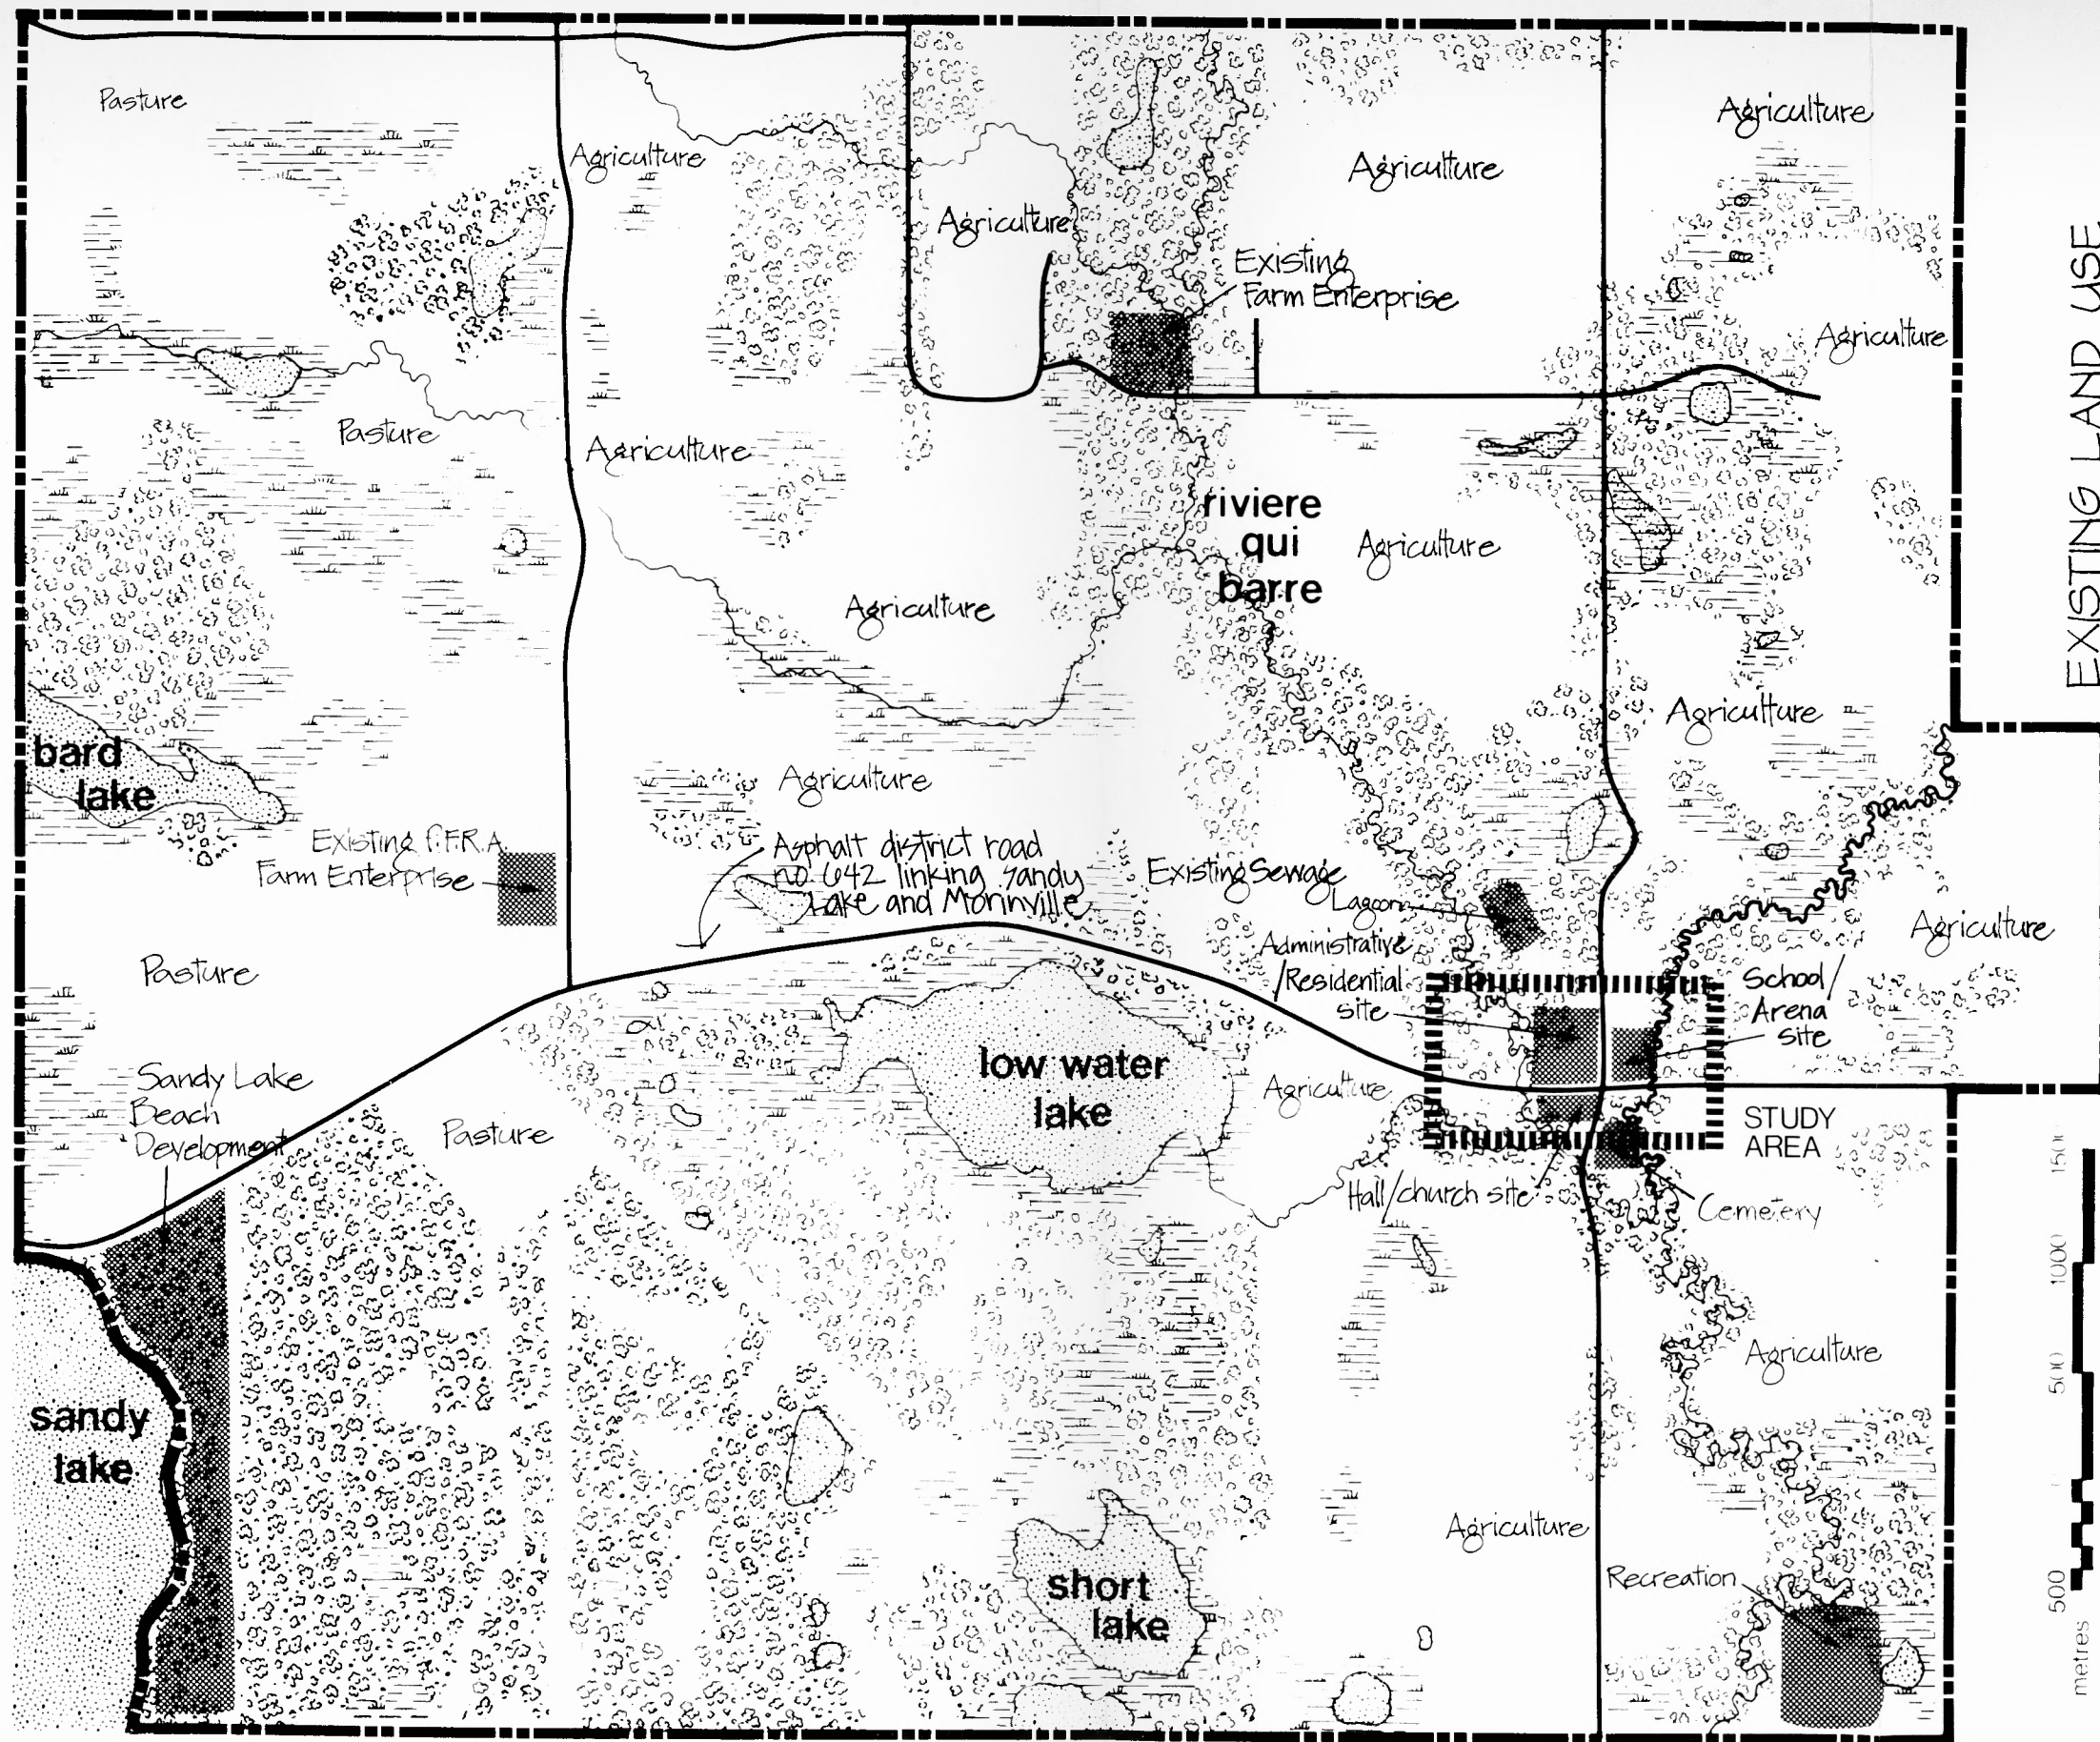 Pasture
Agriculture
Agriculture
Agriculture
Agriculture
Agriculture
Existing
Farm Enterprise
Agriculture
Pasture
Agriculture
riviere
qui
barre
Agriculture
Agriculture
Agriculture
bard
lake
Agriculture
Existing
Farm Enterprise
Asphalt district road
no. 642 linking Sandy
Lake and Morinville
Existing Sewage
Lagoon
Administrative
/Residential
site
Agriculture
School/
Arena
site
Pasture
Sandy Lake
Beach
Development
Pasture
low water
lake
Agriculture
STUDY
AREA
Hall/church site
Cemetery
Agriculture
sandy
lake
short
lake
Agriculture
Recreation
EXISTING LAND USE
1500
1000
500
500
metres